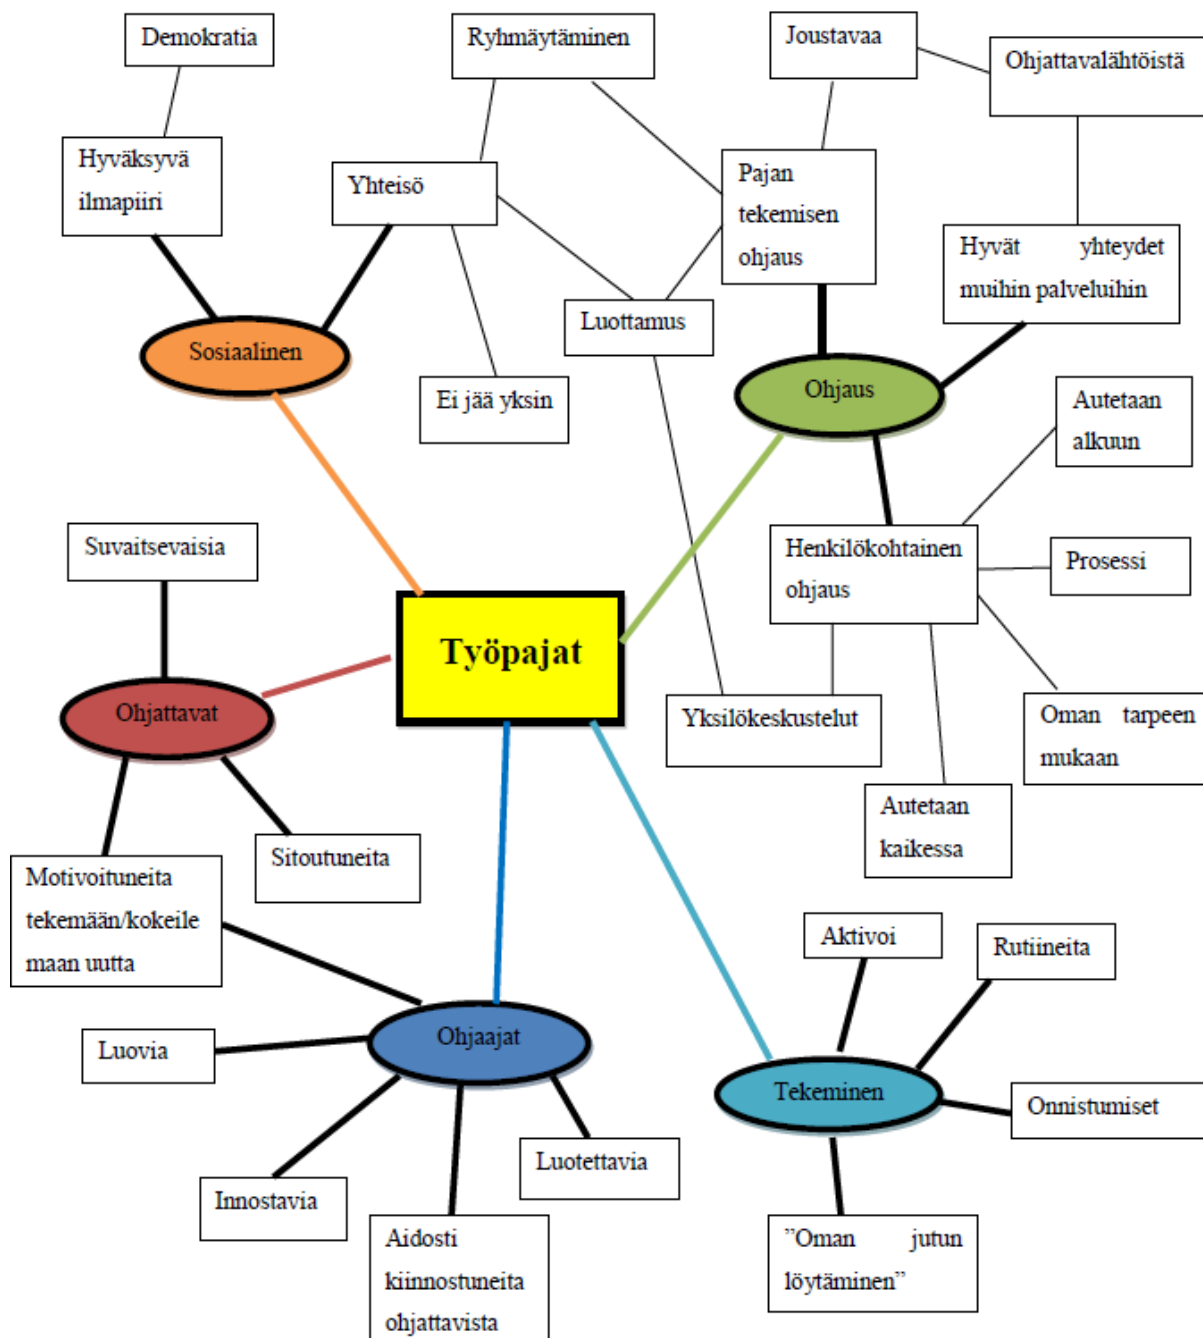 Demokratia
Ryhmäytäminen
Joustavaa
Ohjattavalähtöistä
Hyväksyvä
ilmapiiri
Yhteisö
Pajan
tekemisen
ohjaus
Hyvät yhteydet
muihin palveluihin
Luottamus
Sosiaalinen
Ei jää yksin
Ohjaus
Autetaan
alkuun
Suvaitsevaisia
Henkilökohtainen
ohjaus
Prosessi
Työpajat
Ohjattavat
Yksilökeskustelut
Oman tarpeen
mukaan
Autetaan
kaikessa
Sitoutuneita
Motivoituneita
tekemään/kokeile
maan uutta
Aktivoi
Rutiineita
Luovia
Ohjaajat
Tekeminen
Onnistumiset
Luotettavia
Innostavia
Aidosti
kiinnostuneita
ohjattavista
”Oman jutun
löytäminen”